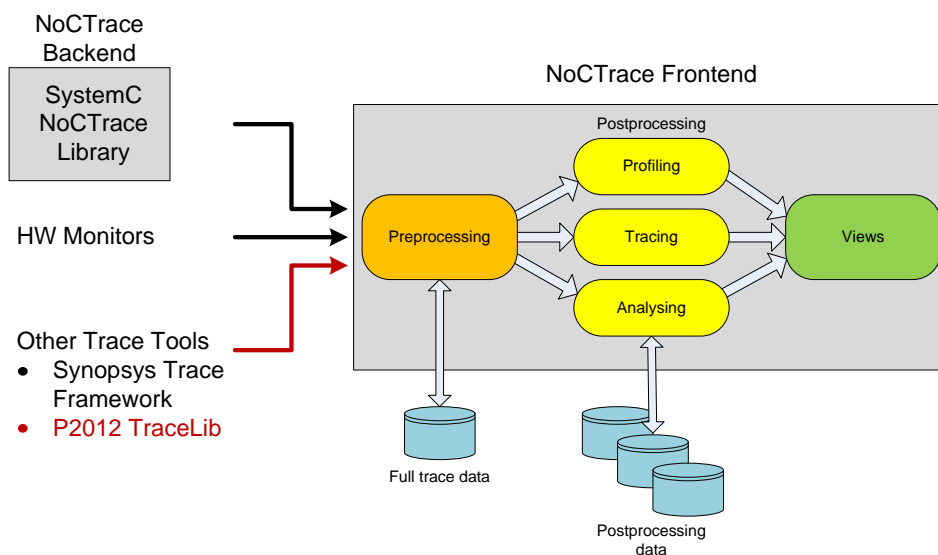 NoCTrace
Backend
SystemC
NoCTrace
Library
HW Monitors
Other Trace Tools
• Synopsys Trace
Framework
• P2012 TraceLib
NoCTrace Frontend
Postprocessing
Profiling
Preprocessing
Tracing
Views
Analysing
Full trace data
Postprocessing
data